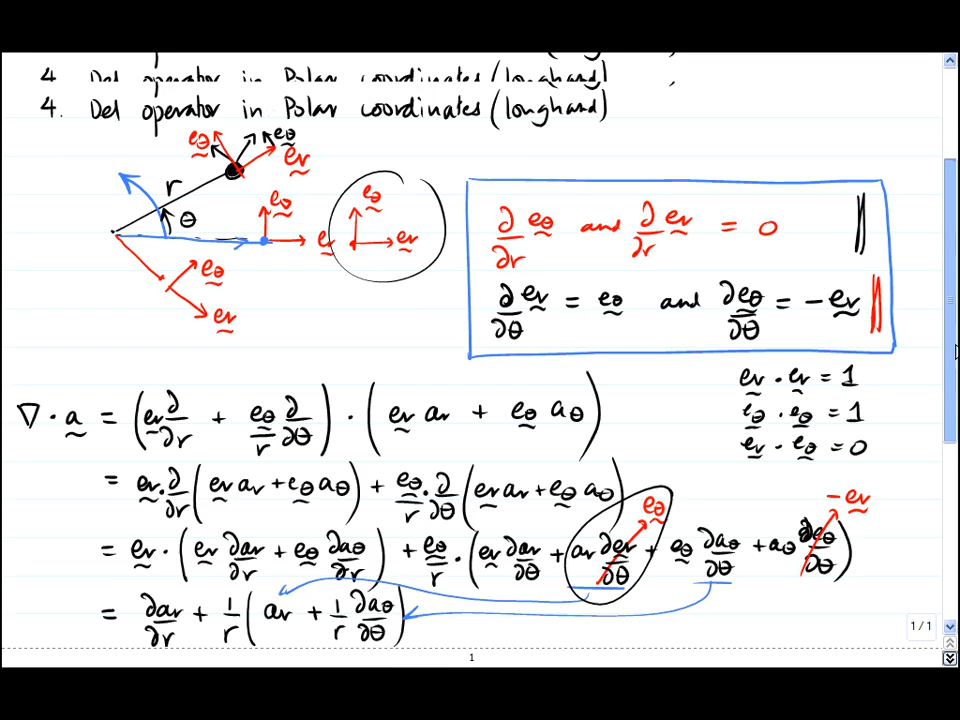 4. Del operator in Polar coordinates (longhand)
4. Del operator in Polar coordinates (longhand)
eθ eθ
er
r
θ
eθ eθ
er er
eθ
er
∂/∂r eθ and ∂/∂r er = 0
∂/∂θ er = eθ and ∂eθ/∂θ = -er
er · er = 1
eθ · eθ = 1
er · eθ = 0
∇ · a = (er ∂/∂r + eθ/r ∂/∂θ) · (er ar + eθ aθ)
= er · ∂/∂r (er ar + eθ aθ) + eθ/r · ∂/∂θ (er ar + eθ aθ)
eθ -er
= er · (er ∂ar/∂r + eθ ∂aθ/∂r) + eθ/r · (er ∂ar/∂θ + ar ∂er/∂θ + eθ ∂aθ/∂θ + aθ ∂eθ/∂θ)
= ∂ar/∂r + 1/r (ar + 1/r ∂aθ/∂θ)
1/1
1